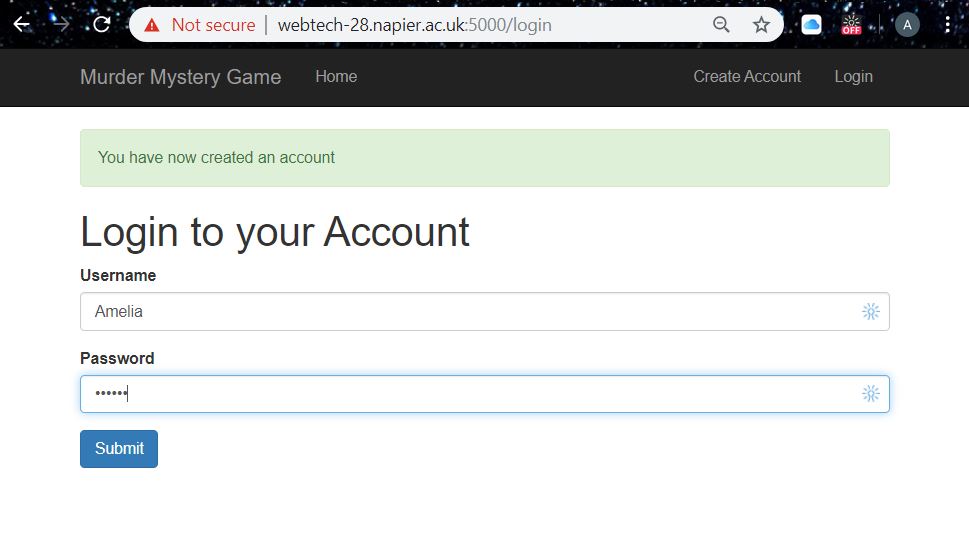 Not secure | webtech-28.napier.ac.uk:5000/login
OFF
A
Murder Mystery Game Home Create Account Login
You have now created an account
Login to your Account
Username
Amelia
Password
••••••
Submit